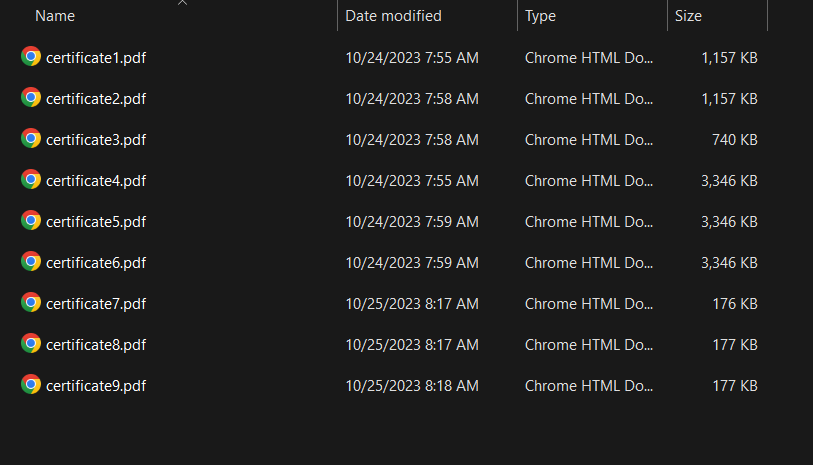 Name Date modified Type Size
certificate1.pdf 10/24/2023 7:55 AM Chrome HTML Do... 1,157 KB
certificate2.pdf 10/24/2023 7:58 AM Chrome HTML Do... 1,157 KB
certificate3.pdf 10/24/2023 7:58 AM Chrome HTML Do... 740 KB
certificate4.pdf 10/24/2023 7:55 AM Chrome HTML Do... 3,346 KB
certificate5.pdf 10/24/2023 7:59 AM Chrome HTML Do... 3,346 KB
certificate6.pdf 10/24/2023 7:59 AM Chrome HTML Do... 3,346 KB
certificate7.pdf 10/25/2023 8:17 AM Chrome HTML Do... 176 KB
certificate8.pdf 10/25/2023 8:17 AM Chrome HTML Do... 177 KB
certificate9.pdf 10/25/2023 8:18 AM Chrome HTML Do... 177 KB